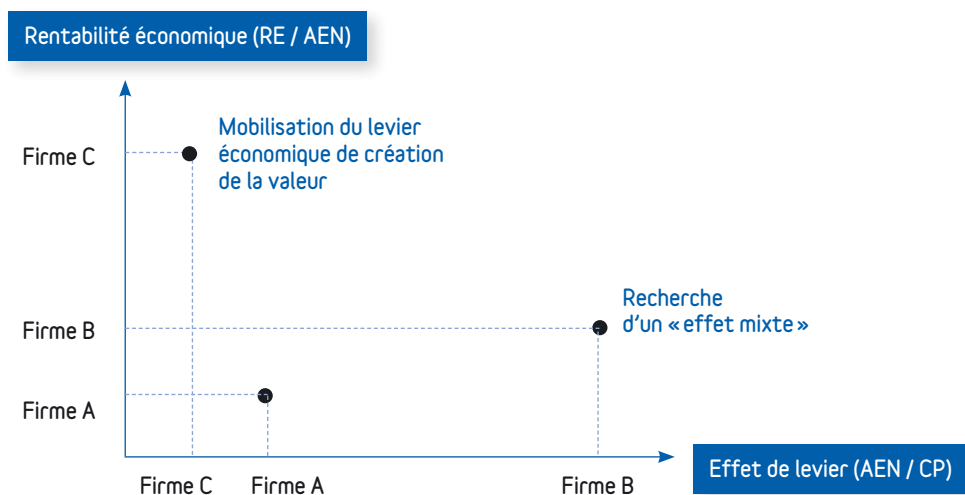 Rentabilité économique (RE / AEN)
Mobilisation du levier
économique de création
de la valeur
Firme C
Recherche
d'un « effet mixte »
Firme B
Firme A
Effet de levier (AEN / CP)
Firme C
Firme A
Firme B